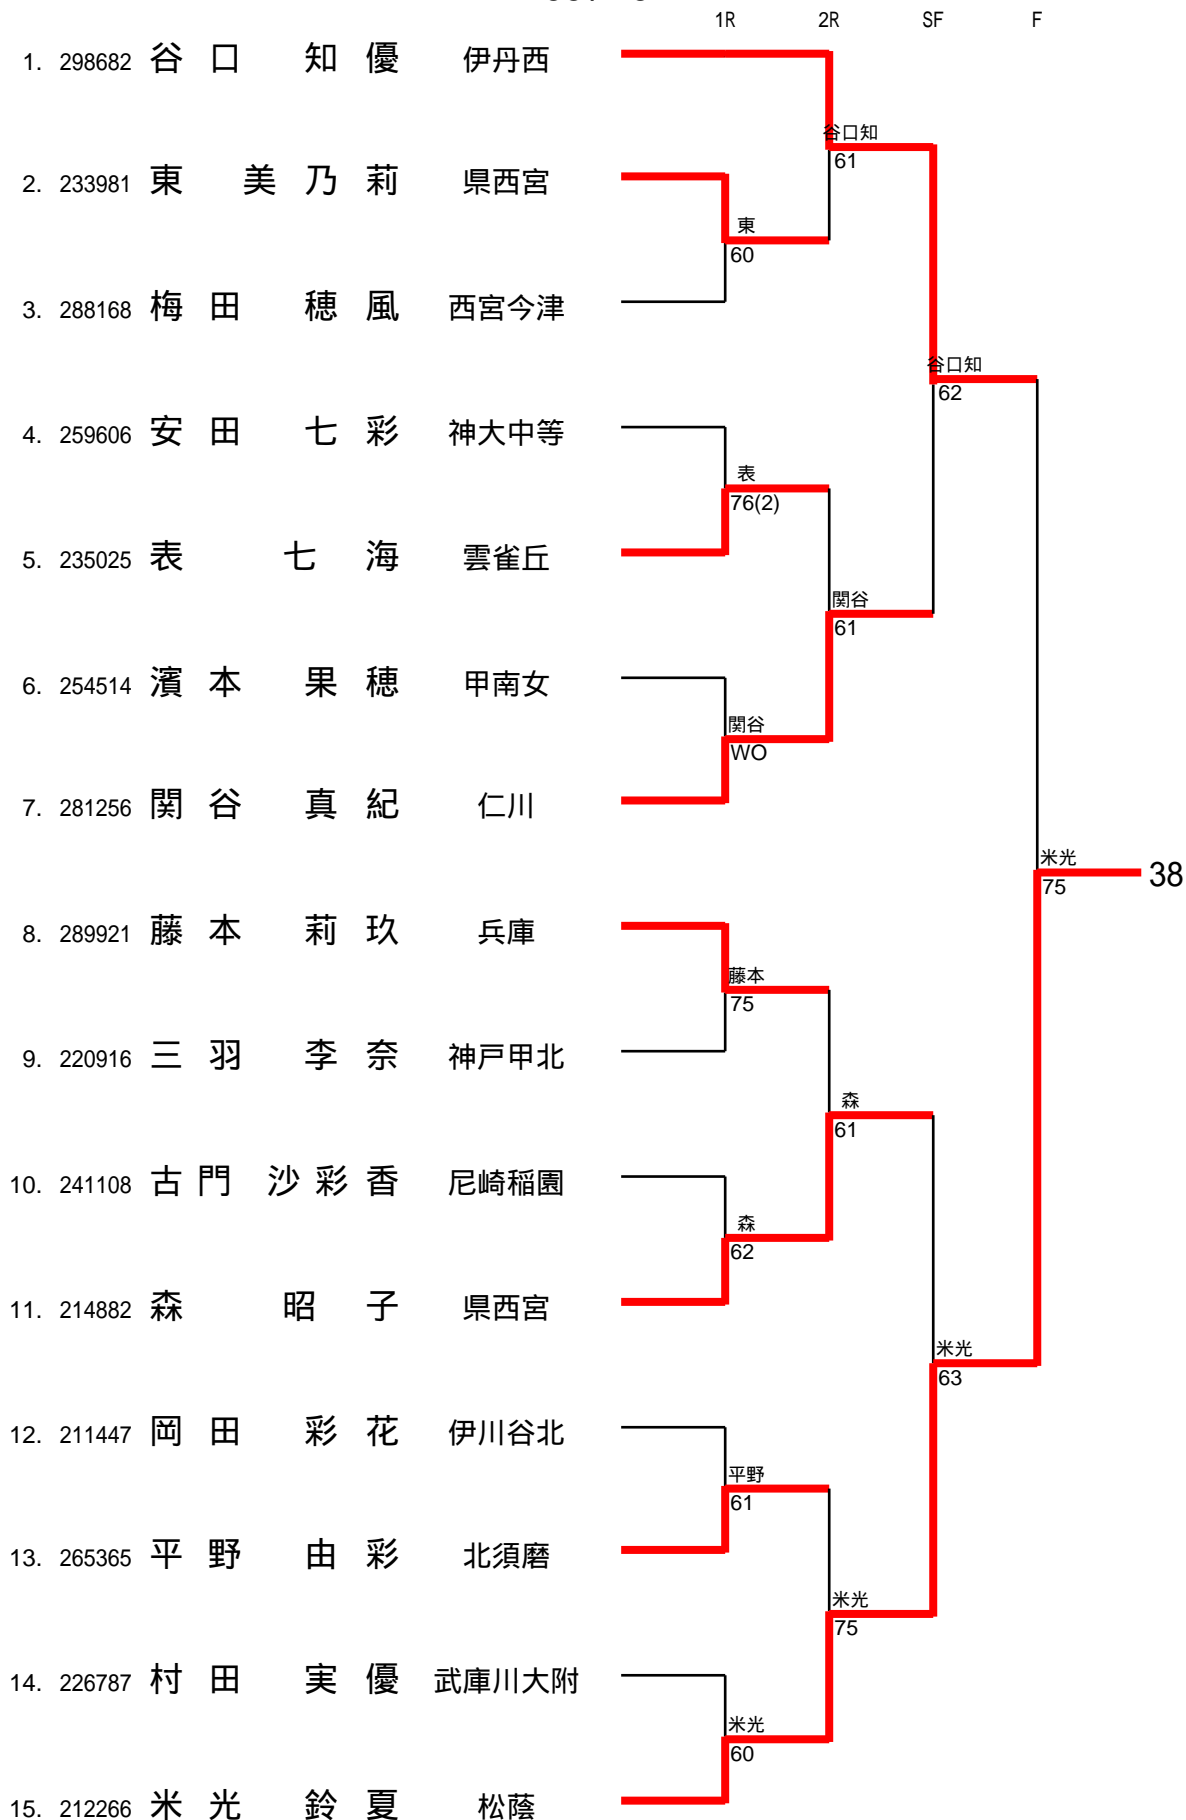 1R 2R SF F
1. 298682 谷口 知優 伊丹西
谷口知
61
2. 233981 東 美乃莉 県西宮
東
60
3. 288168 梅田 穂風 西宮今津
谷口知
62
4. 259606 安田 七彩 神大中等
表
76(2)
5. 235025 表 七海 雲雀丘
関谷
61
6. 254514 濱本 果穂 甲南女
関谷
WO
7. 281256 関谷 真紀 仁川
米光
75
38
8. 289921 藤本 莉玖 兵庫
藤本
75
9. 220916 三羽 李奈 神戸甲北
森
61
10. 241108 古門 沙彩香 尼崎稲園
森
62
11. 214882 森 昭子 県西宮
米光
63
12. 211447 岡田 彩花 伊川谷北
平野
61
13. 265365 平野 由彩 北須磨
米光
75
14. 226787 村田 実優 武庫川大附
米光
60
15. 212266 米光 鈴夏 松蔭